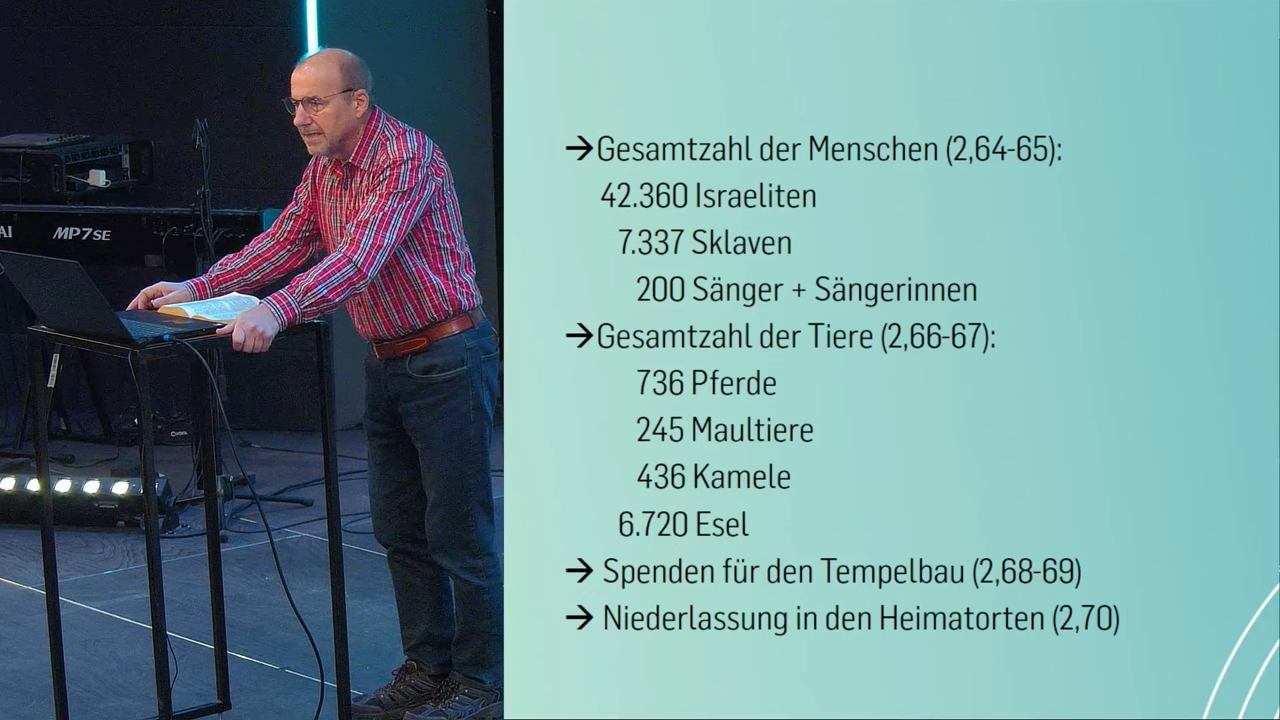 AI MP7SE
→Gesamtzahl der Menschen (2,64-65):
42.360 Israeliten
7.337 Sklaven
200 Sänger + Sängerinnen
→Gesamtzahl der Tiere (2,66-67):
736 Pferde
245 Maultiere
436 Kamele
6.720 Esel
→ Spenden für den Tempelbau (2,68-69)
→ Niederlassung in den Heimatorten (2,70)